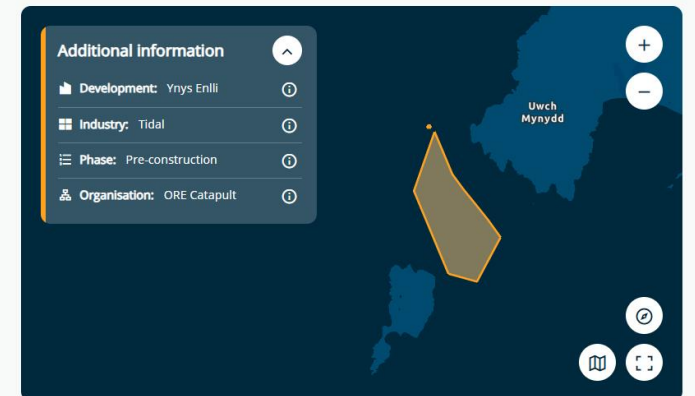 Additional information
Development: Ynys Enlli
Industry: Tidal
Phase: Pre-construction
Organisation: ORE Catapult
Uwch
Mynydd